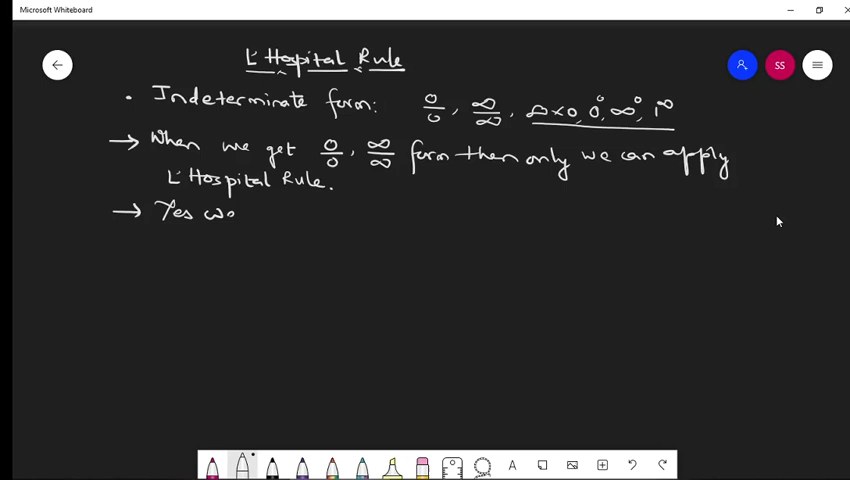 Microsoft Whiteboard
L'Hospital Rule
SS
• Indeterminate form: 0/0, ∞/∞, ∞×0, 0⁰, ∞⁰, 1^∞
→ When we get 0/0, ∞/∞ form then only we can apply
L'Hospital Rule.
→ Yes we
A